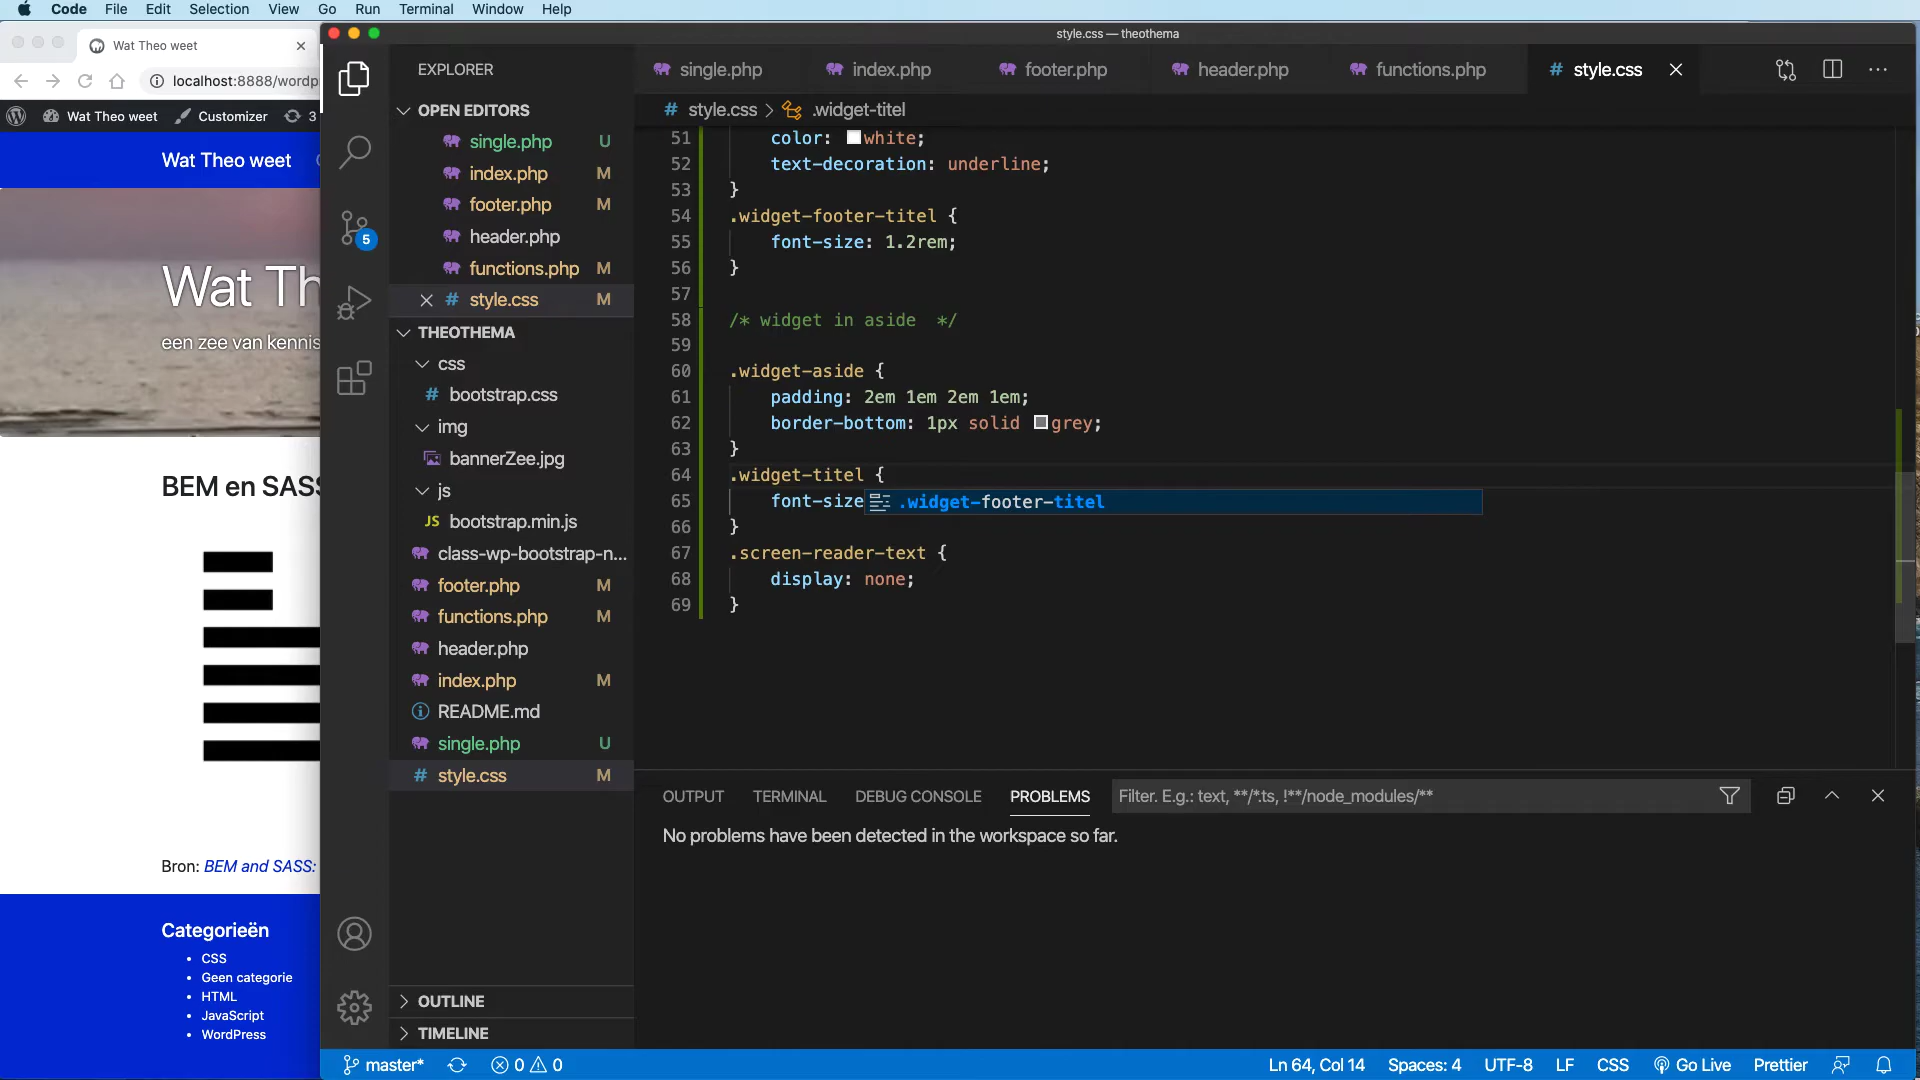 Code File Edit Selection View Go Run Terminal Window Help
Wat Theo weet
localhost:8888/wordp
Wat Theo weet Customizer 3
Wat Theo weet
Wat Th
een zee van kennis
BEM en SASS
Bron: BEM and SASS:
Categorieën
CSS
Geen categorie
HTML
JavaScript
WordPress
style.css — theothema
EXPLORER
OPEN EDITORS
single.php U
index.php M
footer.php M
header.php
functions.php M
style.css M
THEOTHEMA
css
bootstrap.css
img
bannerZee.jpg
js
JS bootstrap.min.js
class-wp-bootstrap-n...
footer.php M
functions.php M
header.php
index.php M
README.md
single.php U
# style.css M
OUTLINE
TIMELINE
5
single.php index.php footer.php header.php functions.php # style.css
# style.css > .widget-titel
51 color: white;
52 text-decoration: underline;
53 }
54 .widget-footer-titel {
55 font-size: 1.2rem;
56 }
57
58 /* widget in aside */
59
60 .widget-aside {
61 padding: 2em 1em 2em 1em;
62 border-bottom: 1px solid grey;
63 }
64 .widget-titel {
65 font-size .widget-footer-titel
66 }
67 .screen-reader-text {
68 display: none;
69 }
OUTPUT TERMINAL DEBUG CONSOLE PROBLEMS Filter. E.g.: text, **/*.ts, !**/node_modules/**
No problems have been detected in the workspace so far.
master* 0 0 Ln 64, Col 14 Spaces: 4 UTF-8 LF CSS Go Live Prettier